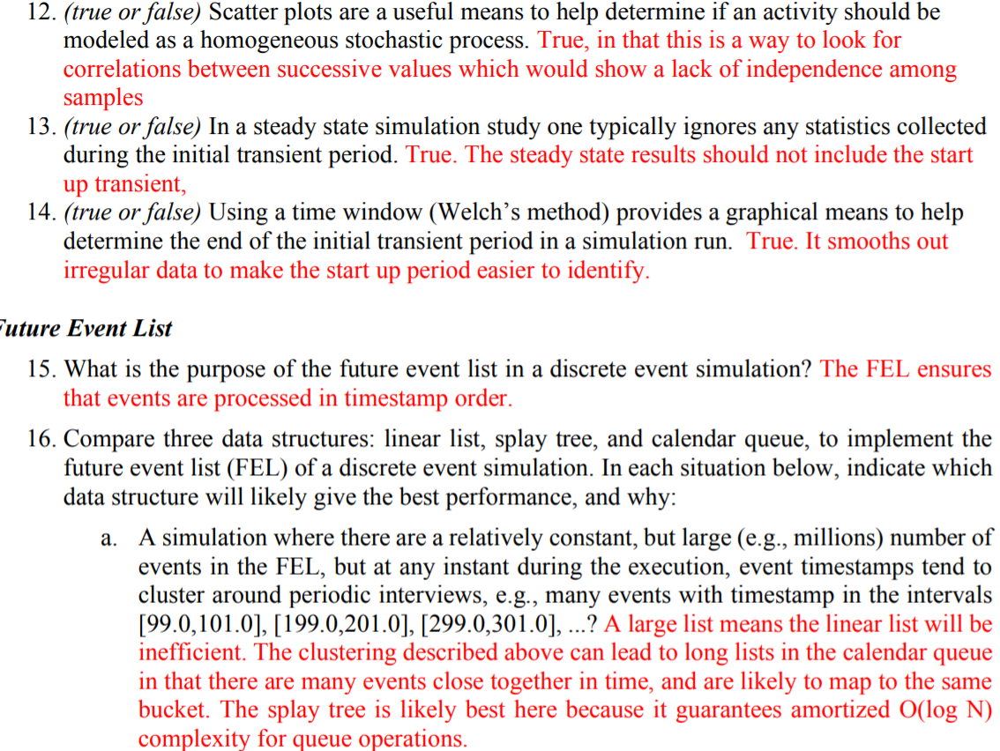 12. (true or false) Scatter plots are a useful means to help determine if an activity should be
modeled as a homogeneous stochastic process. True, in that this is a way to look for
correlations between successive values which would show a lack of independence among
samples
13. (true or false) In a steady state simulation study one typically ignores any statistics collected
during the initial transient period. True. The steady state results should not include the start
up transient,
14. (true or false) Using a time window (Welch’s method) provides a graphical means to help
determine the end of the initial transient period in a simulation run. True. It smooths out
irregular data to make the start up period easier to identify.
Future Event List
15. What is the purpose of the future event list in a discrete event simulation? The FEL ensures
that events are processed in timestamp order.
16. Compare three data structures: linear list, splay tree, and calendar queue, to implement the
future event list (FEL) of a discrete event simulation. In each situation below, indicate which
data structure will likely give the best performance, and why:
a. A simulation where there are a relatively constant, but large (e.g., millions) number of
events in the FEL, but at any instant during the execution, event timestamps tend to
cluster around periodic interviews, e.g., many events with timestamp in the intervals
[99.0,101.0], [199.0,201.0], [299.0,301.0], ...? A large list means the linear list will be
inefficient. The clustering described above can lead to long lists in the calendar queue
in that there are many events close together in time, and are likely to map to the same
bucket. The splay tree is likely best here because it guarantees amortized O(log N)
complexity for queue operations.